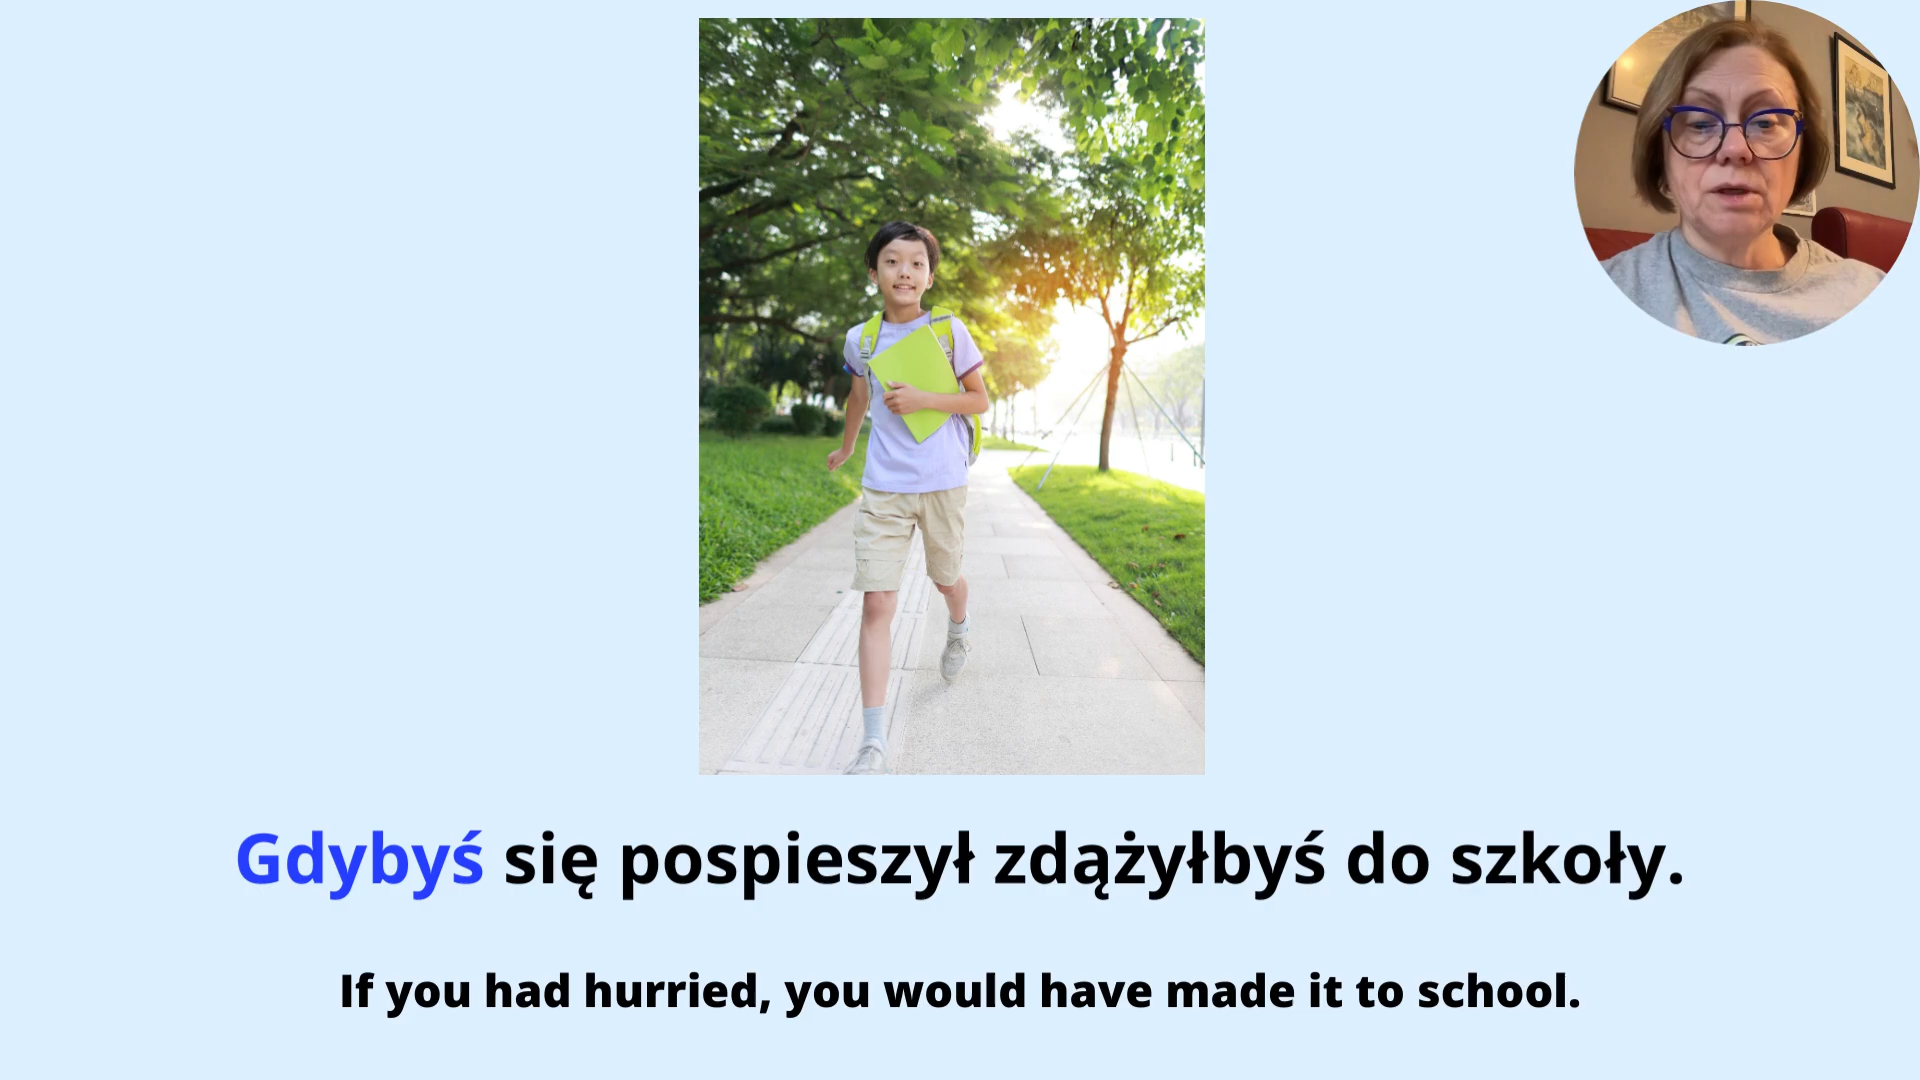 Gdybyś się pospieszył zdążyłbyś do szkoły.
If you had hurried, you would have made it to school.